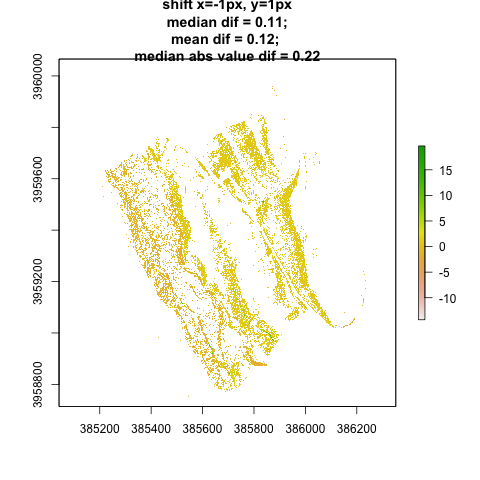 shift x=-1px, y=1px
median dif = 0.11;
mean dif = 0.12;
median abs value dif = 0.22
3960000
3959600
3959200
3958800
385200 385400 385600 385800 386000 386200
15
10
5
0
-5
-10